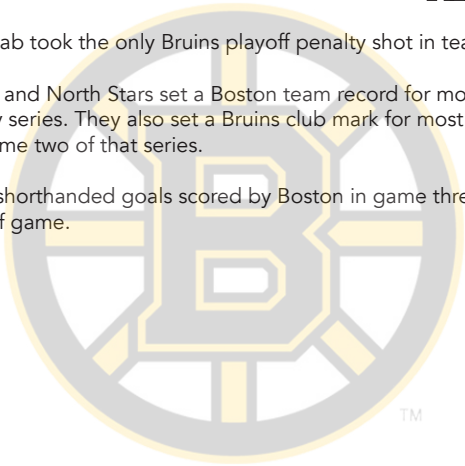 ab took the only Bruins playoff penalty shot in tea
and North Stars set a Boston team record for mo
series. They also set a Bruins club mark for most
me two of that series.
shorthanded goals scored by Boston in game thre
f game.
B
TM